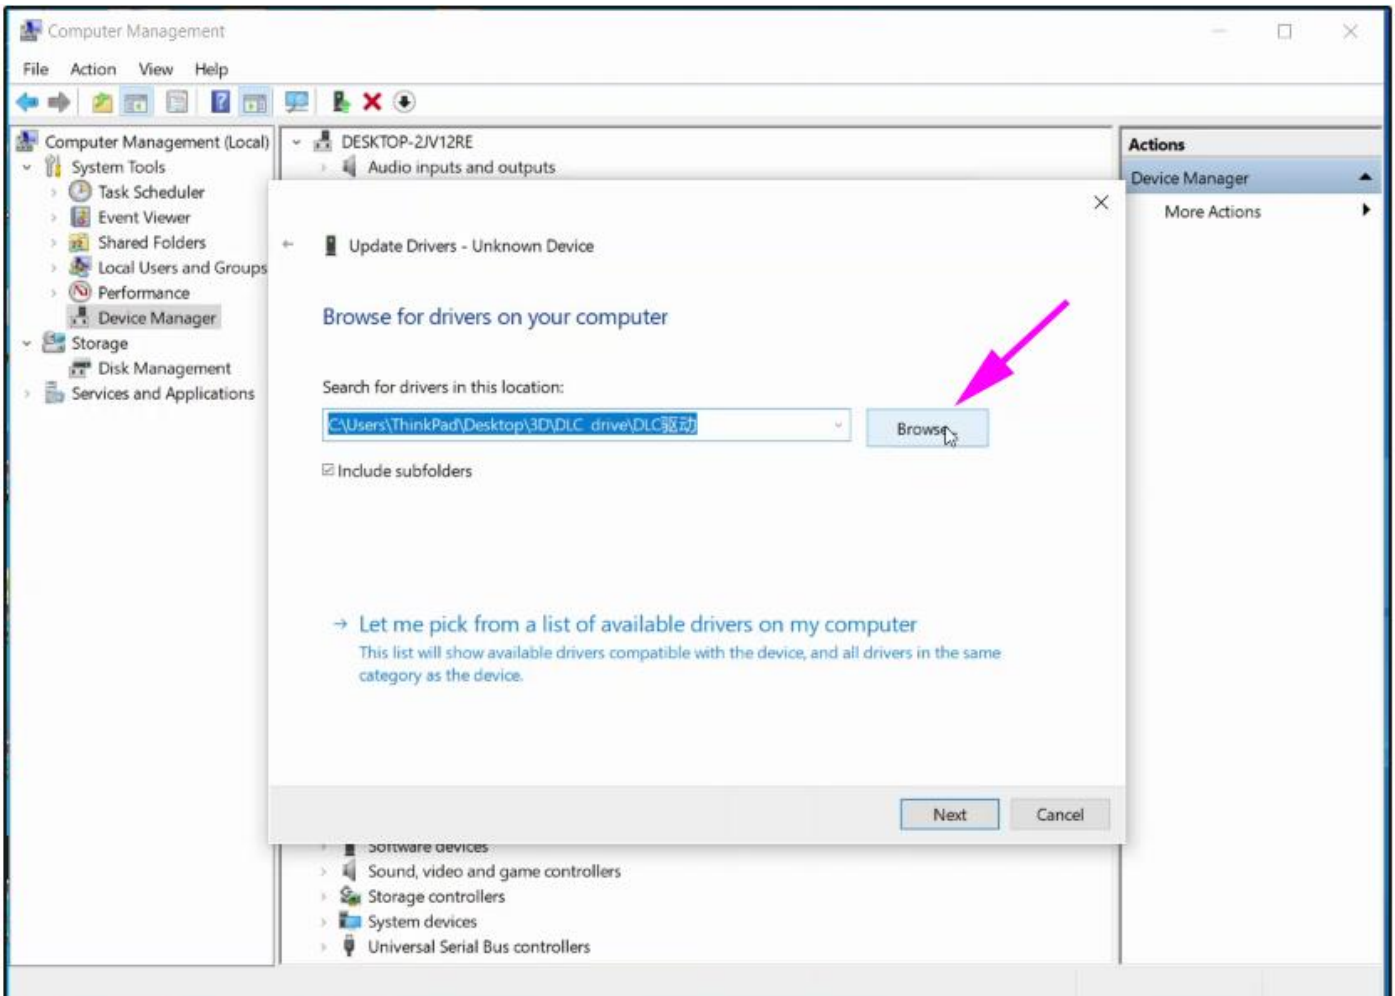 Computer Management
File Action View Help
Computer Management (Local)
System Tools
Task Scheduler
Event Viewer
Shared Folders
Local Users and Groups
Performance
Device Manager
Storage
Disk Management
Services and Applications
DESKTOP-2JV12RE
Audio inputs and outputs
Update Drivers - Unknown Device
Browse for drivers on your computer
Search for drivers in this location:
C:\Users\ThinkPad\Desktop\3D\DLC drive\DLC驱动
Browse...
Include subfolders
Let me pick from a list of available drivers on my computer
This list will show available drivers compatible with the device, and all drivers in the same
category as the device.
Next Cancel
Software devices
Sound, video and game controllers
Storage controllers
System devices
Universal Serial Bus controllers
Actions
Device Manager
More Actions